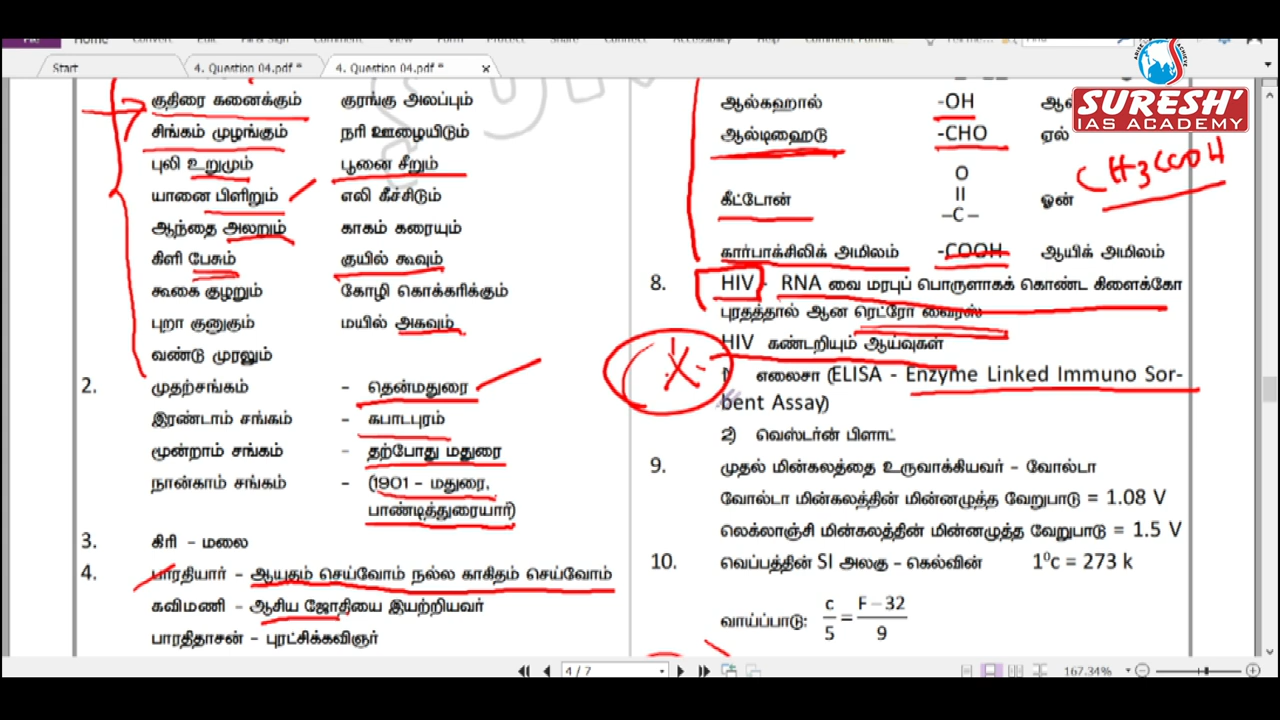 Start
4. Question 04.pdf *
4. Question 04.pdf *
SURESH'
IAS ACADEMY
குதிரை கனைக்கும் குரங்கு அலப்பும்
சிங்கம் முழங்கும் நரி ஊளையிடும்
புலி உறுமும் பூனை சீறும்
யானை பிளிறும் எலி கீச்சிடும்
ஆந்தை அலறும் காகம் கரையும்
கிளி பேசும் குயில் கூவும்
கூகை குழறும் கோழி கொக்கரிக்கும்
புறா குனுகும் மயில் அகவும்
வண்டு முரலும்
2. முதற்சங்கம் - தென்மதுரை
இரண்டாம் சங்கம் - கபாடபுரம்
மூன்றாம் சங்கம் - தற்போது மதுரை
நான்காம் சங்கம் - (1901 - மதுரை,
பாண்டித்துரையார்)
3. கிரி - மலை
4. பாரதியார் - ஆயுதம் செய்வோம் நல்ல காகிதம் செய்வோம்
கவிமணி - ஆசிய ஜோதியை இயற்றியவர்
பாரதிதாசன் - புரட்சிக்கவிஞர்
ஆல்கஹால் -OH
ஆல்டிஹைடு -CHO ஏல்
CH3COOH
O
கீட்டோன் || ஓன்
–C–
கார்பாக்சிலிக் அமிலம் -COOH ஆயிக் அமிலம்
8. HIV - RNA வை மரபுப் பொருளாகக் கொண்ட கிளைக்கோ
புரதத்தால் ஆன ரெட்ரோ வைரஸ்
HIV கண்டறியும் ஆய்வுகள்
1) எலைசா (ELISA - Enzyme Linked Immuno Sor-
bent Assay)
2) வெஸ்டர்ன் பிளாட்
9. முதல் மின்கலத்தை உருவாக்கியவர் - வோல்டா
வோல்டா மின்கலத்தின் மின்னழுத்த வேறுபாடு = 1.08 V
லெக்லாஞ்சி மின்கலத்தின் மின்னழுத்த வேறுபாடு = 1.5 V
10. வெப்பத்தின் SI அலகு - கெல்வின் 1⁰c = 273 k
வாய்ப்பாடு: c/5 = F – 32/9
4 / 7
167.34%